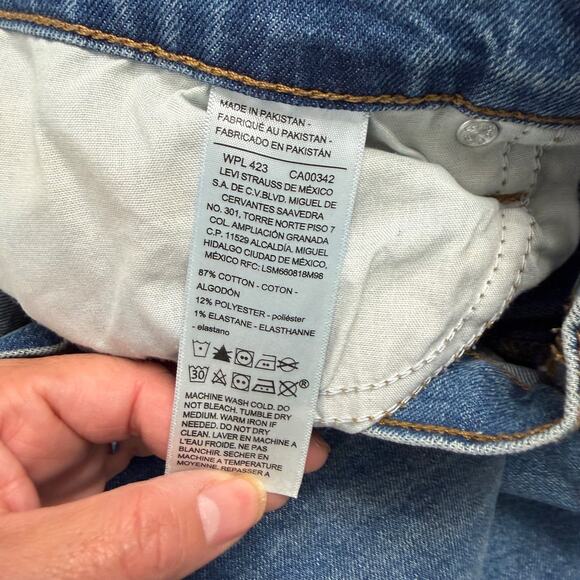 MADE IN PAKISTAN -
FABRIQUÉ AU PAKISTAN -
FABRICADO EN PAKISTÁN
WPL 423 CA00342
LEVI STRAUSS DE MÉXICO
S.A. DE C.V.BLVD. MIGUEL DE
CERVANTES SAAVEDRA
NO. 301, TORRE NORTE PISO 7
COL. AMPLIACIÓN GRANADA
C.P. 11529 ALCALDÍA. MIGUEL
HIDALGO CIUDAD DE MÉXICO,
MÉXICO RFC: LSM660818M98
87% COTTON - COTON -
ALGODÓN
12% POLYESTER - poliéster
1% ELASTANE - ELASTHANNE
- elastano
30
®
MACHINE WASH COLD. DO
NOT BLEACH. TUMBLE DRY
MEDIUM. WARM IRON IF
NEEDED. DO NOT DRY
CLEAN. LAVER EN MACHINE A
L'EAU FROIDE. NE PAS
BLANCHIR. SECHER EN
MACHINE A TEMPERATURE
MOYENNE. REPASSER A